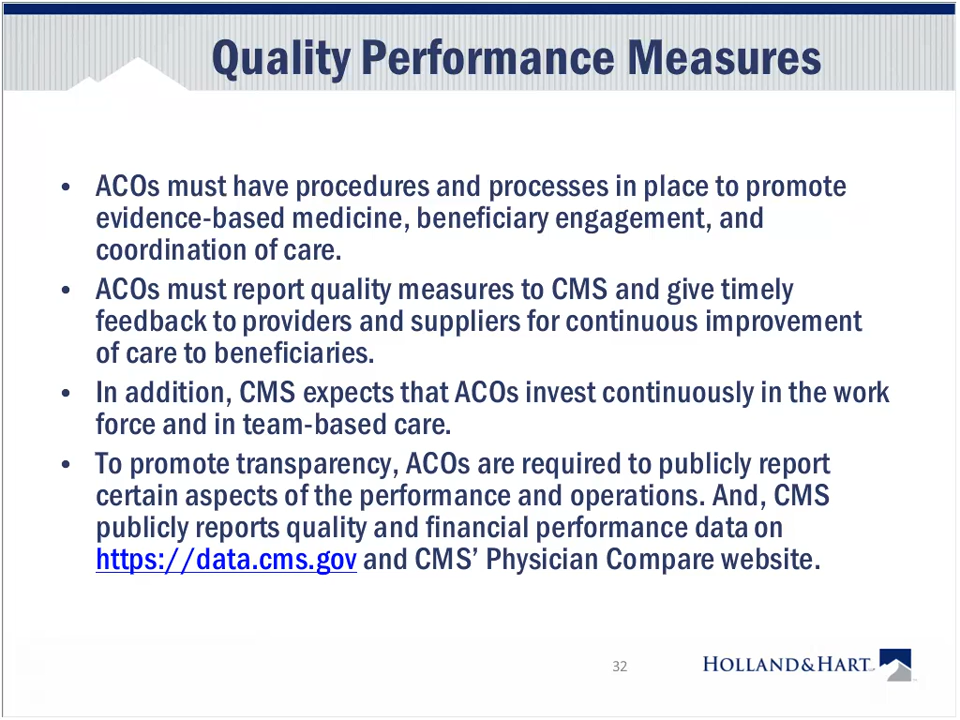 Quality Performance Measures
• ACOs must have procedures and processes in place to promote
evidence-based medicine, beneficiary engagement, and
coordination of care.
• ACOs must report quality measures to CMS and give timely
feedback to providers and suppliers for continuous improvement
of care to beneficiaries.
• In addition, CMS expects that ACOs invest continuously in the work
force and in team-based care.
• To promote transparency, ACOs are required to publicly report
certain aspects of the performance and operations. And, CMS
publicly reports quality and financial performance data on
https://data.cms.gov and CMS’ Physician Compare website.
32
HOLLAND&HART